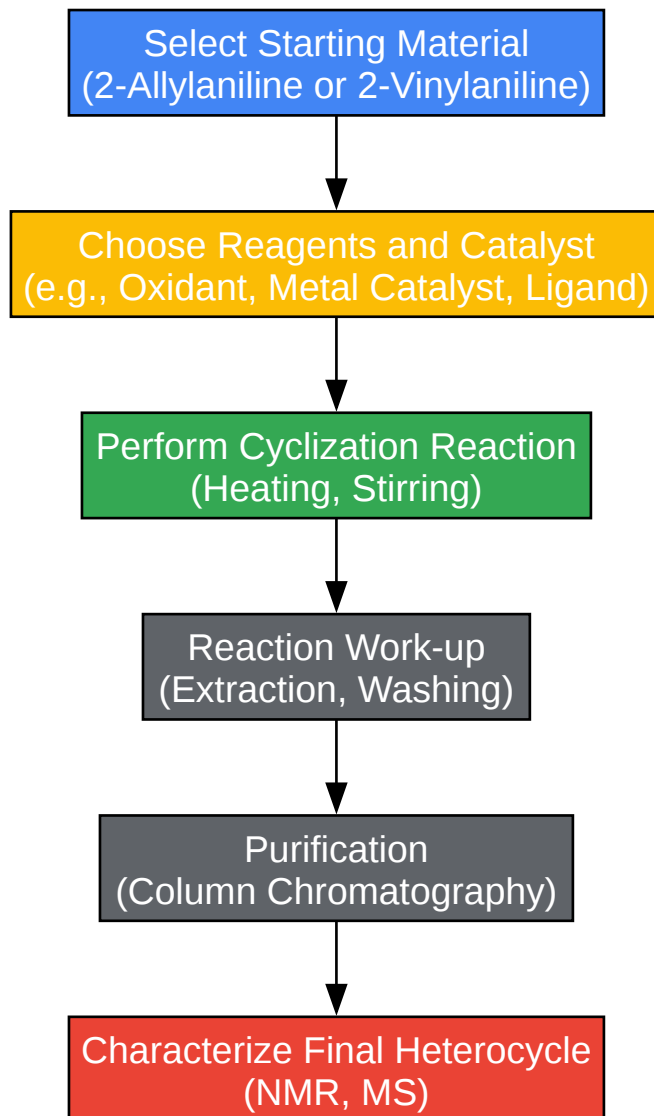 Select Starting Material
(2-Allylaniline or 2-Vinylaniline)
Choose Reagents and Catalyst
(e.g., Oxidant, Metal Catalyst, Ligand)
Perform Cyclization Reaction
(Heating, Stirring)
Reaction Work-up
(Extraction, Washing)
Purification
(Column Chromatography)
Characterize Final Heterocycle
(NMR, MS)